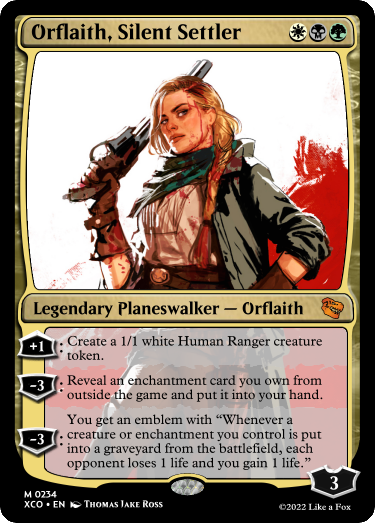 Orflaith, Silent Settler
Legendary Planeswalker — Orflaith
+1: Create a 1/1 white Human Ranger creature
token.
-3: Reveal an enchantment card you own from
outside the game and put it into your hand.
-3: You get an emblem with “Whenever a
creature or enchantment you control is put
into a graveyard from the battlefield, each
opponent loses 1 life and you gain 1 life.”
3
M 0234
XCO • EN Thomas Jake Ross
©2022 Like a Fox